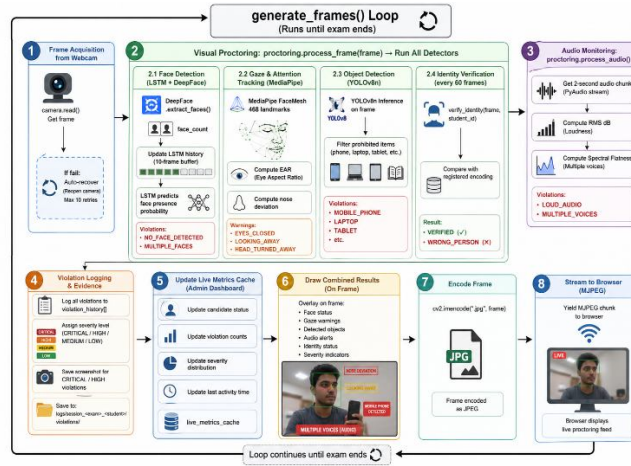 generate_frames() Loop
(Runs until exam ends)
1
Frame Acquisition
from Webcam
camera.read()
Get frame
If fail:
Auto-recover
(Reopen camera)
Max 10 retries
2
Visual Proctoring: proctoring.process_frame(frame) → Run All Detectors
2.1 Face Detection
(LSTM + DeepFace)
DeepFace
extract_faces()
face_count
Update LSTM history
(10-frame buffer)
LSTM predicts
face presence
probability
Violations:
• NO_FACE_DETECTED
• MULTIPLE_FACES
2.2 Gaze & Attention
Tracking (MediaPipe)
MediaPipe FaceMesh
468 landmarks
Compute EAR
(Eye Aspect Ratio)
Compute nose
deviation
Warnings:
• EYES_CLOSED
• LOOKING_AWAY
• HEAD_TURNED_AWAY
2.3 Object Detection
(YOLOv8n)
YOLOv8
YOLOv8n Inference
on frame
Filter prohibited items
(phone, laptop, tablet, etc.)
Violations:
• MOBILE_PHONE
• LAPTOP
• TABLET
• etc.
2.4 Identity Verification
(every 60 frames)
verify_identity(frame,
student_id)
Compare with
registered encoding
Result:
• VERIFIED (✓)
• WRONG_PERSON (X)
3
Audio Monitoring:
proctoring.process_audio()
Get 2-second audio chunk
(PyAudio stream)
Compute RMS dB
(Loudness)
Compute Spectral Flatness
(Multiple voices)
Violations:
• LOUD_AUDIO
• MULTIPLE_VOICES
4
Violation Logging
& Evidence
Log all violations to
violation_history[]
CRITICAL
HIGH
MEDIUM
LOW
Assign severity level
(CRITICAL / HIGH /
MEDIUM / LOW)
Save screenshot for
CRITICAL / HIGH
violations
Save to:
violations/
5
Update Live Metrics Cache
(Admin Dashboard)
Update candidate status
Update violation counts
Update severity
distribution
Update last activity time
live_metrics_cache
6
Draw Combined Results
(On Frame)
Overlay on frame:
• Face status
• Gaze warnings
• Detected objects
• Audio alerts
• Identity status
• Severity indicators
MOBILE PHONE
DETECTED
MULTIPLE VOICES (AUDIO)
7
Encode Frame
cv2.imencode(".jpg", frame)
JPG
Frame encoded
as JPEG
8
Stream to Browser
(MJPEG)
Yield MJPEG chunk
to browser
LIVE
Browser displays
live proctoring feed
Loop continues until exam ends